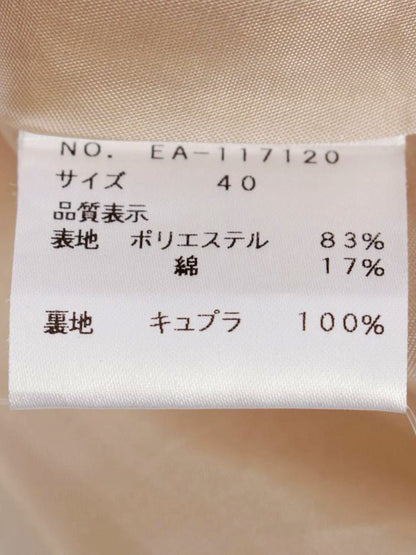 NO. EA-117120
サイズ 40
品質表示
表地 ポリエステル 83%
綿 17%
裏地 キュプラ 100%